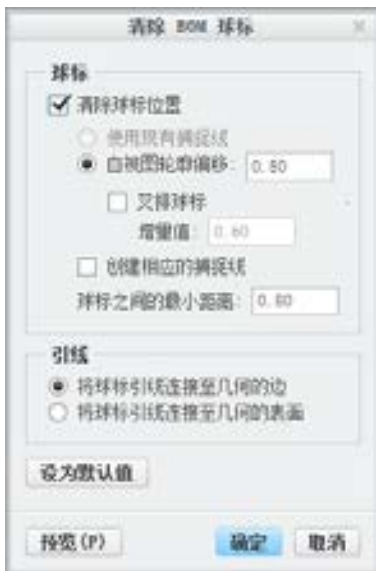 清除 BOM 球标
球标
清除球标位置
使用现有捕捉线
自视图轮廓偏移: 0.80
交排球标
增量值: 0.60
创建相应的捕捉线
球标之间的最小距离: 0.80
引线
将球标引线连接至几何的边
将球标引线连接至几何的表面
设为默认值
预览(P)
确定 取消